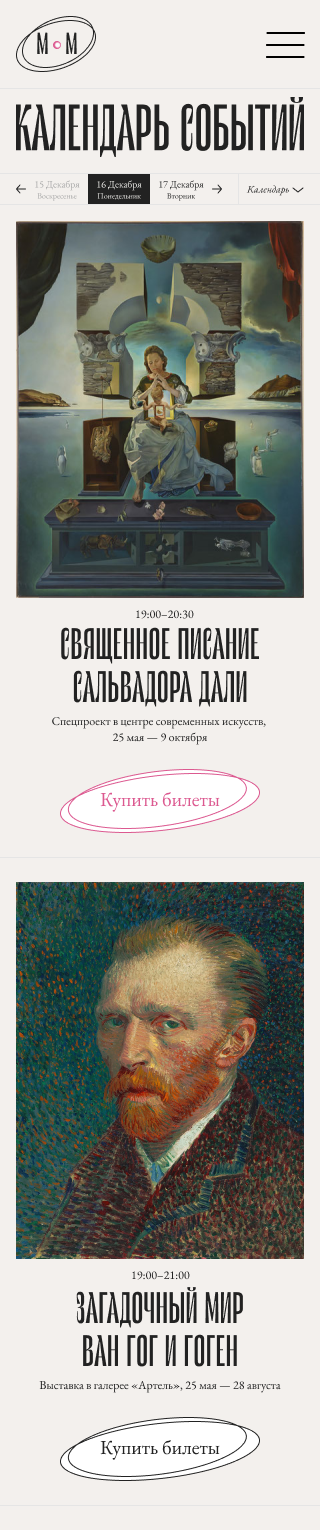 М М
КАЛЕНДАРЬ СОБЫТИЙ
15 Декабря 16 Декабря 17 Декабря Календарь
Воскресенье Понедельник Вторник
19:00–20:30
СВЯЩЕННОЕ ПИСАНИЕ
САЛЬВАДОРА ДАЛИ
Спецпроект в центре современных искусств,
25 мая — 9 октября
Купить билеты
19:00–21:00
ЗАГАДОЧНЫЙ МИР
ВАН ГОГ И ГОГЕН
Выставка в галерее «Артель», 25 мая — 28 августа
Купить билеты